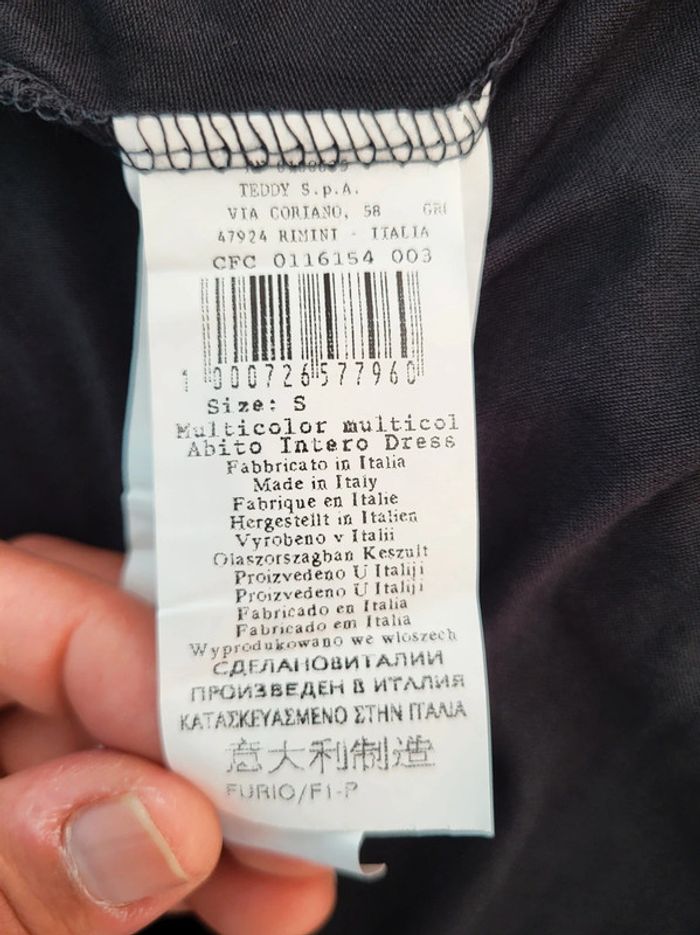 TEDDY S.p.A.
VIA CORIANO, 58 GRI
47924 RIMINI - ITALIA
CFC 0116154 003
1 000726 577960
Size: S
Multicolor multicol
Abito Intero Dress
Fabbricato in Italia
Made in Italy
Fabrique en Italie
Hergestellt in Italien
Vyrobeno v Italii
Olaszorszagban Keszult
Proizvedeno U Italiji
Proizvedeno U Italiji
Fabricado en Italia
Fabricado em Italia
Wyprodukowano we wloszech
СДЕЛАНОВИТАЛИИ
ПРОИЗВЕДЕН В ИТАЛИЯ
ΚΑΤΑΣΚΕΥΑΣΜΕΝΟ ΣΤΗΝ ΙΤΑΛΙΑ
意大利制造
FURIO/F1-P